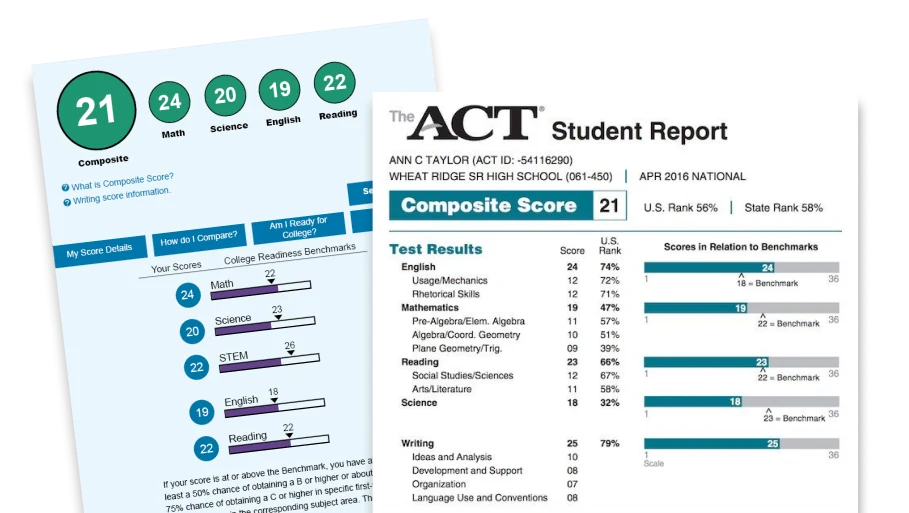 21
24
20
19
22
Composite
Math
Science
English
Reading
What is Composite Score?
Writing score information.
My Score Details
How do I Compare?
Am I Ready for
College?
Your Scores
College Readiness Benchmarks
24
Math
22
20
Science
23
22
STEM
26
19
English
18
22
Reading
22
If your score is at or above the Benchmark, you have a
least a 50% chance of obtaining a B or higher or about
75% chance of obtaining a C or higher in specific first-
the corresponding subject area.
The ACT® Student Report
ANN C TAYLOR (ACT ID: -54116290)
WHEAT RIDGE SR HIGH SCHOOL (061-450) | APR 2016 NATIONAL
Composite Score 21 U.S. Rank 56% | State Rank 58%
Test Results Score U.S. Rank Scores in Relation to Benchmarks
English 24 74%
Usage/Mechanics 12 72%
Rhetorical Skills 12 71%
Mathematics 19 47%
Pre-Algebra/Elem. Algebra 11 57%
Algebra/Coord. Geometry 10 51%
Plane Geometry/Trig. 09 39%
Reading 23 66%
Social Studies/Sciences 12 67%
Arts/Literature 11 58%
Science 18 32%
Writing 25 79%
Ideas and Analysis 10
Development and Support 08
Organization 07
Language Use and Conventions 08
24
1 18 = Benchmark 36
19
1 22 = Benchmark 36
23
1 22 = Benchmark 36
18
1 23 = Benchmark 36
25
1 36
Scale